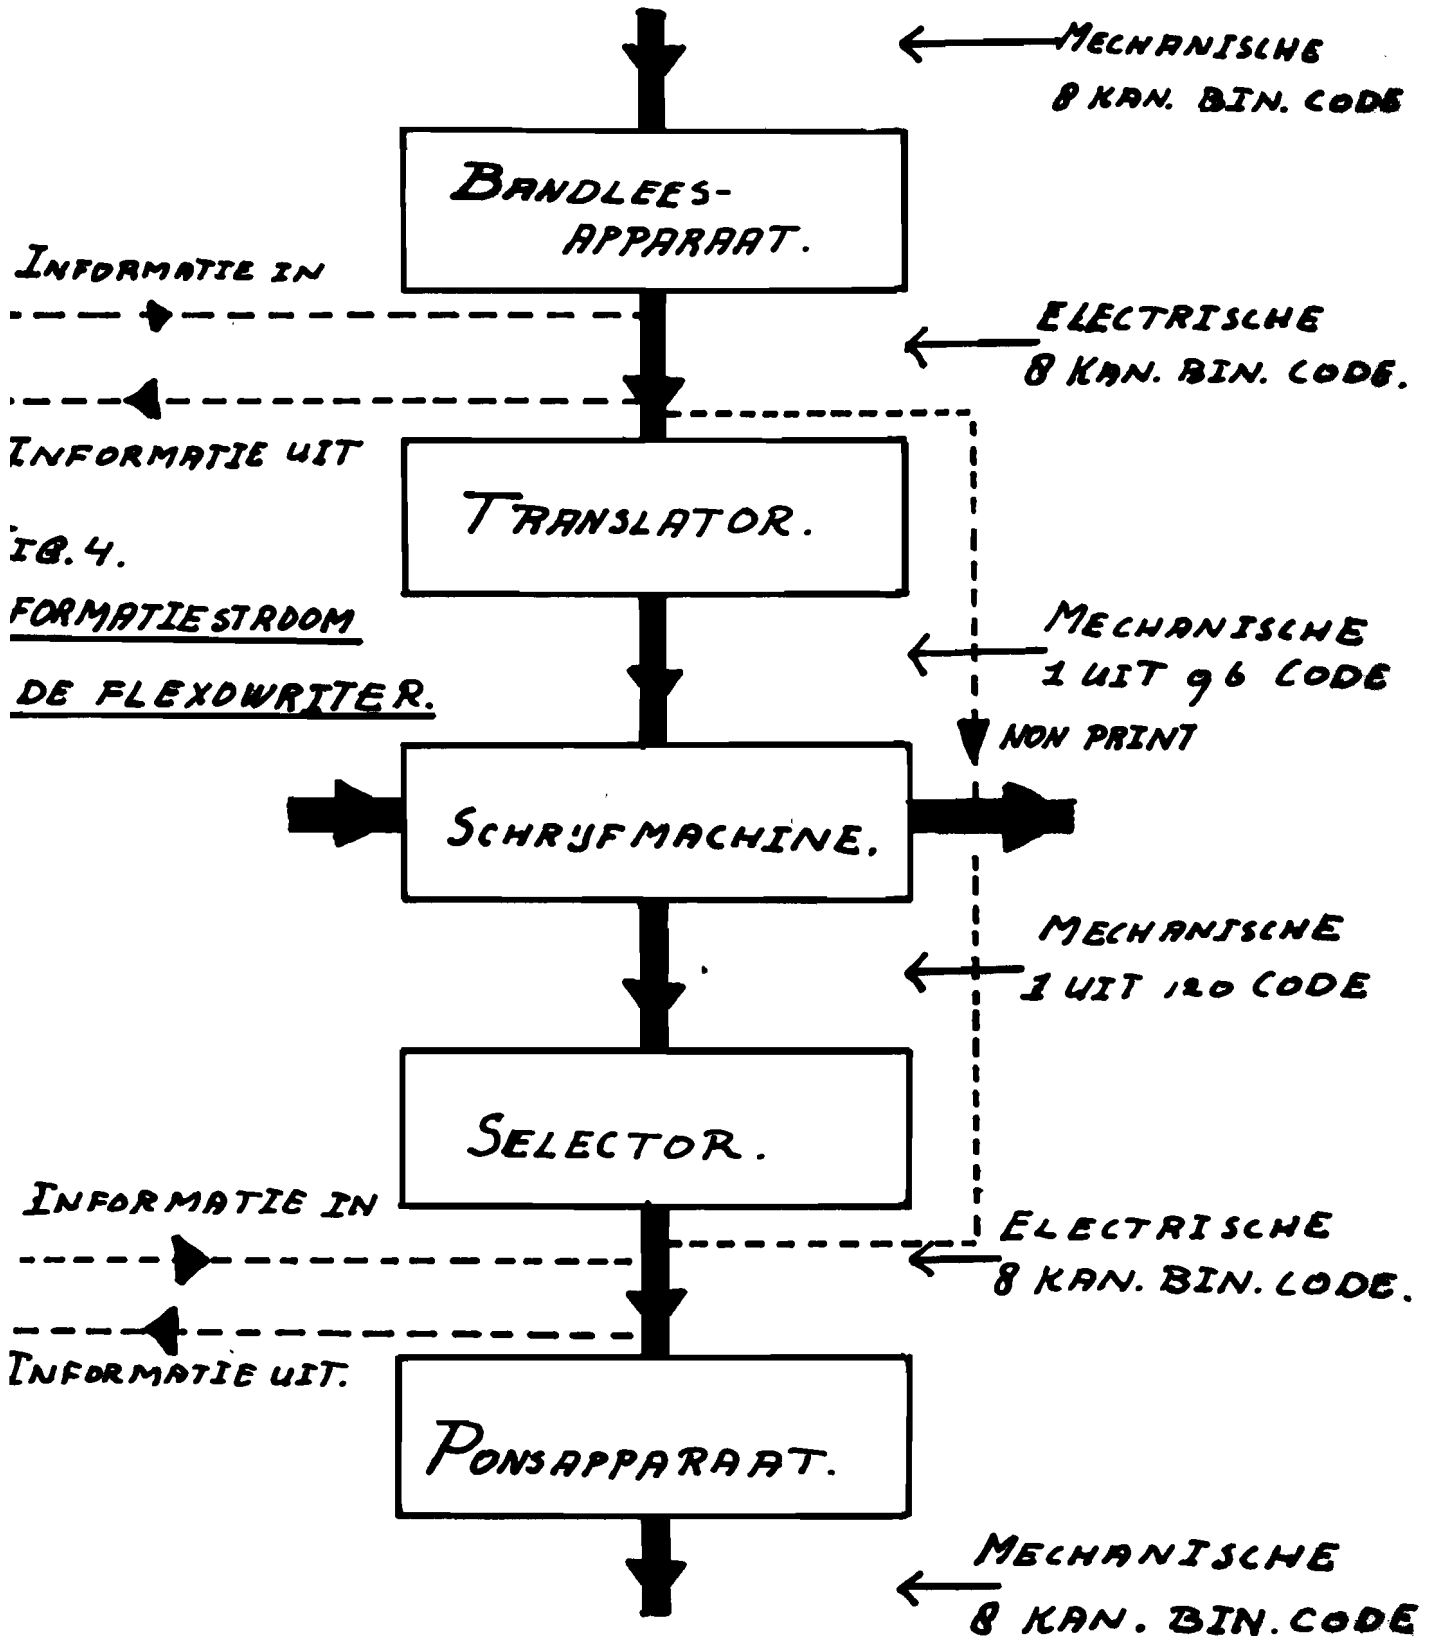 MECHANISCHE
8 KAN. BIN. CODE
BANDLEES-
APPARAAT.
INFORMATIE IN
ELECTRISCHE
8 KAN. BIN. CODE.
INFORMATIE UIT
TRANSLATOR.
FIG. 4.
FORMATIESTROOM
DE FLEXOWRITER.
MECHANISCHE
1 UIT 96 CODE
NON PRINT
SCHRIJFMACHINE.
MECHANISCHE
1 UIT 120 CODE
SELECTOR.
INFORMATIE IN
ELECTRISCHE
8 KAN. BIN. CODE.
INFORMATIE UIT.
PONSAPPARAAT.
MECHANISCHE
8 KAN. BIN. CODE